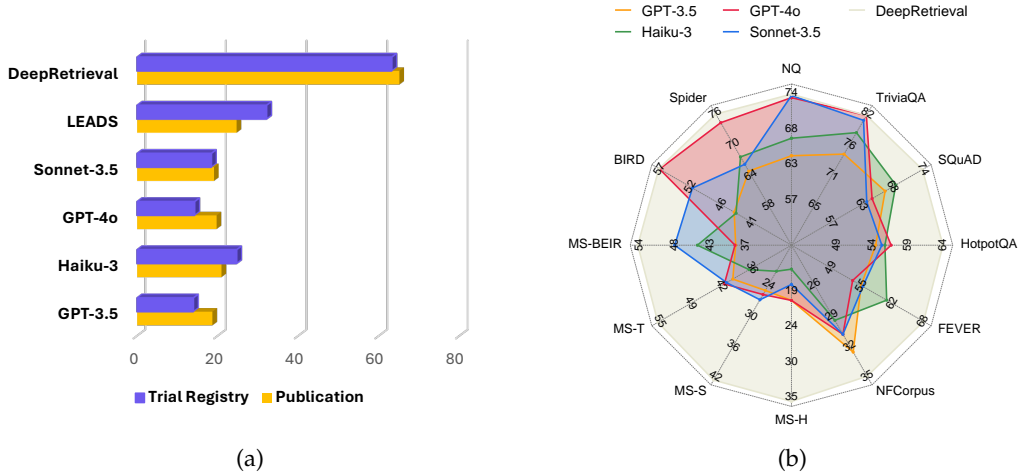 DeepRetrieval
LEADS
Sonnet-3.5
GPT-4o
Haiku-3
GPT-3.5
0 20 40 60 80
Trial Registry Publication
(a)
GPT-3.5 GPT-4o DeepRetrieval
Haiku-3 Sonnet-3.5
NQ
74
68
63
57
TriviaQA
82
76
71
65
SQuAD
74
68
63
57
HotpotQA
64
59
54
49
FEVER
68
62
55
49
NFCorpus
35
32
29
26
MS-H
35
30
24
19
MS-S
42
36
30
24
MS-T
55
49
42
36
MS-BEIR
54
48
43
37
BIRD
57
52
46
41
Spider
76
70
64
58
(b)